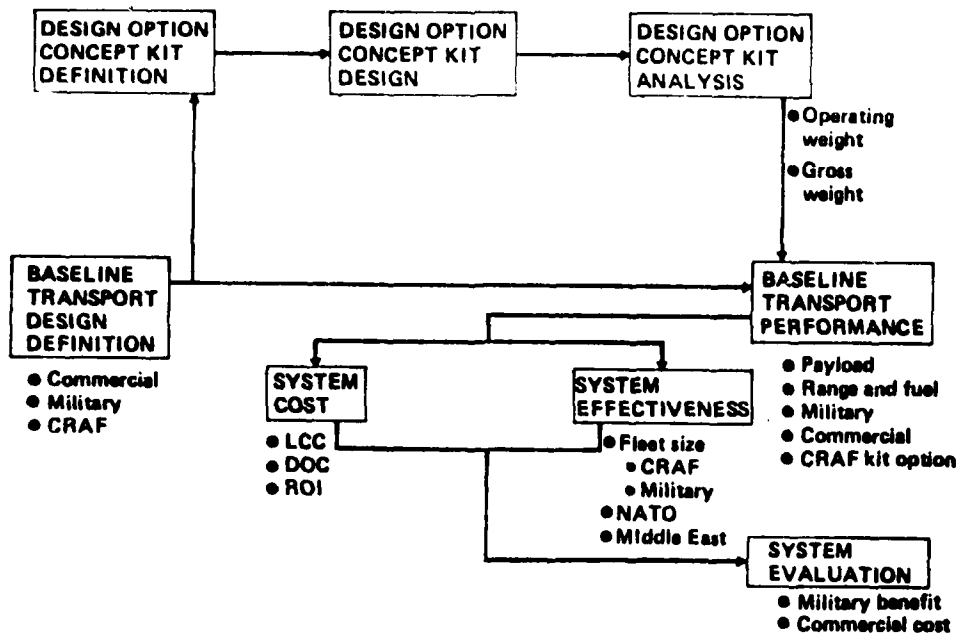 DESIGN OPTION
CONCEPT KIT
DEFINITION
DESIGN OPTION
CONCEPT KIT
DESIGN
DESIGN OPTION
CONCEPT KIT
ANALYSIS
● Operating
weight
● Gross
weight
BASELINE
TRANSPORT
DESIGN
DEFINITION
● Commercial
● Military
● CRAF
BASELINE
TRANSPORT
PERFORMANCE
● Payload
● Range and fuel
● Military
● Commercial
● CRAF kit option
SYSTEM
COST
● LCC
● DOC
● ROI
SYSTEM
EFFECTIVENESS
● Fleet size
● CRAF
● Military
● NATO
● Middle East
SYSTEM
EVALUATION
● Military benefit
● Commercial cost